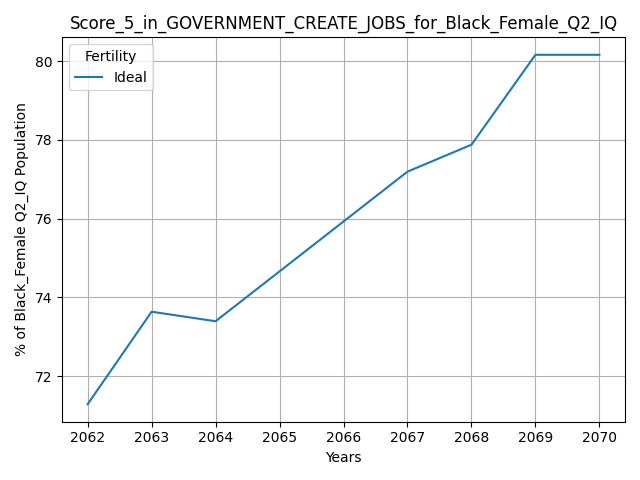 Score_5_in_GOVERNMENT_CREATE_JOBS_for_Black_Female_Q2_IQ
Fertility
Ideal
% of Black_Female Q2_IQ Population
80
78
76
74
72
2062 2063 2064 2065 2066 2067 2068 2069 2070
Years